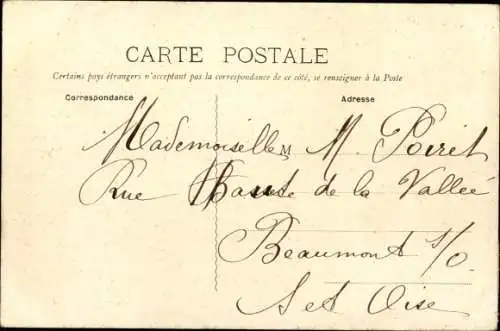 CARTE POSTALE
Certains pays étrangers n'acceptant pas la correspondance de ce côté, se renseigner à la Poste
Correspondance
Adresse
Mademoiselle M M. Poiret
Rue Haute de la Vallée
Beaumont s/O.
S et Oise